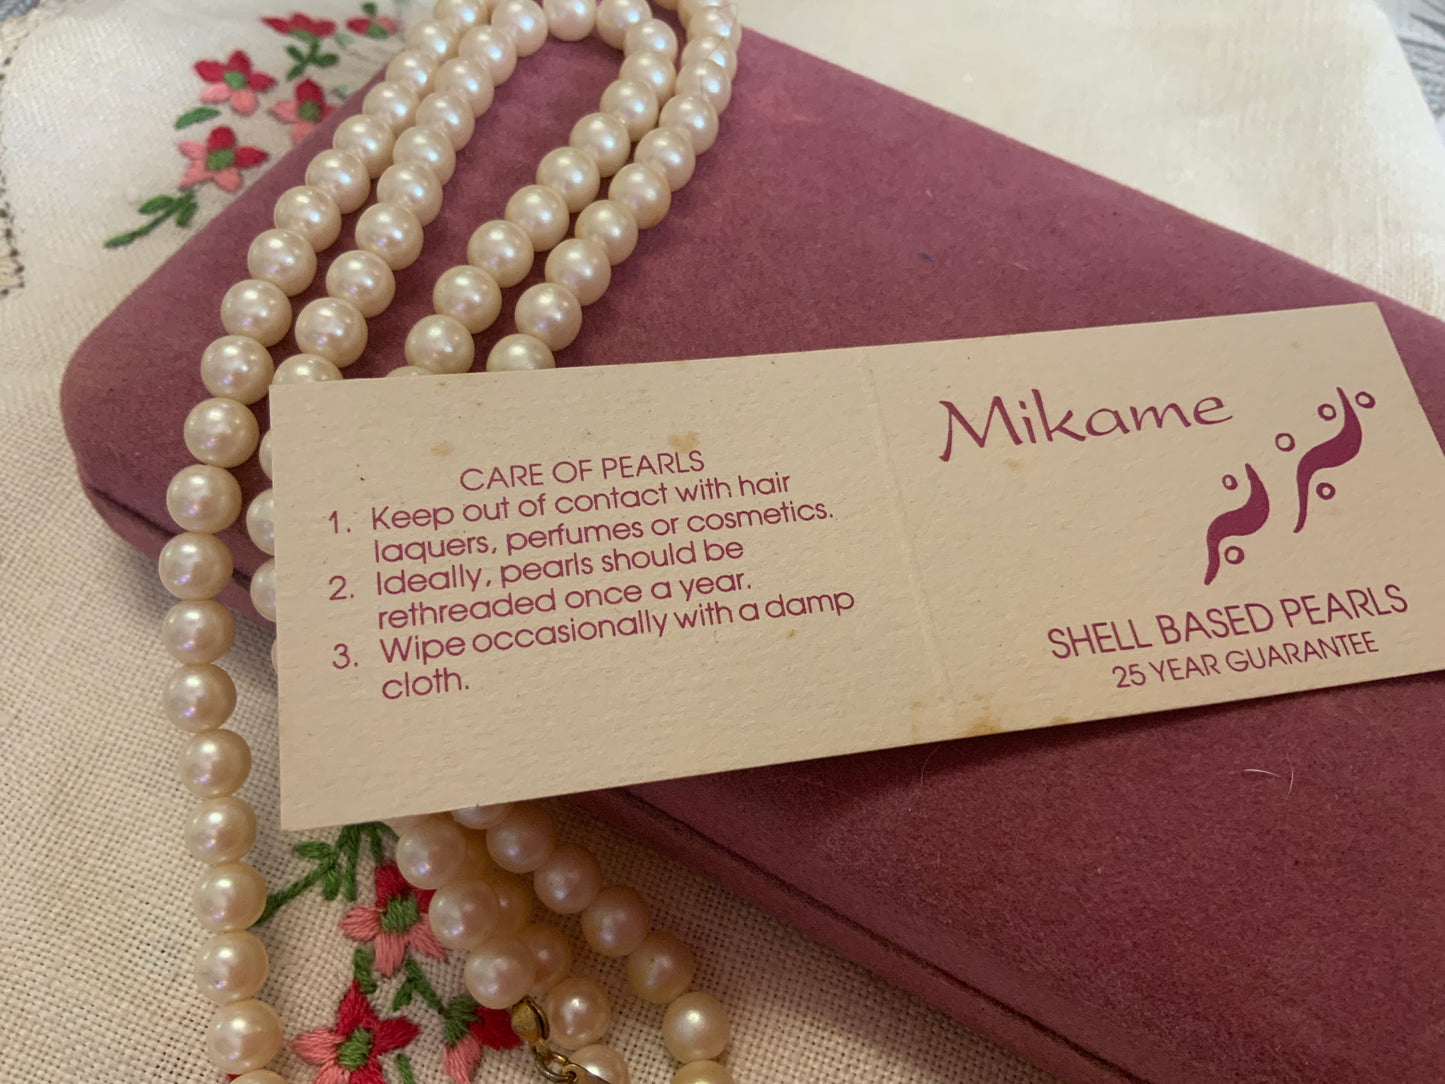 CARE OF PEARLS
1. Keep out of contact with hair
laquers, perfumes or cosmetics.
2. Ideally, pearls should be
rethreaded once a year.
3. Wipe occasionally with a damp
cloth.
Mikame
SHELL BASED PEARLS
25 YEAR GUARANTEE